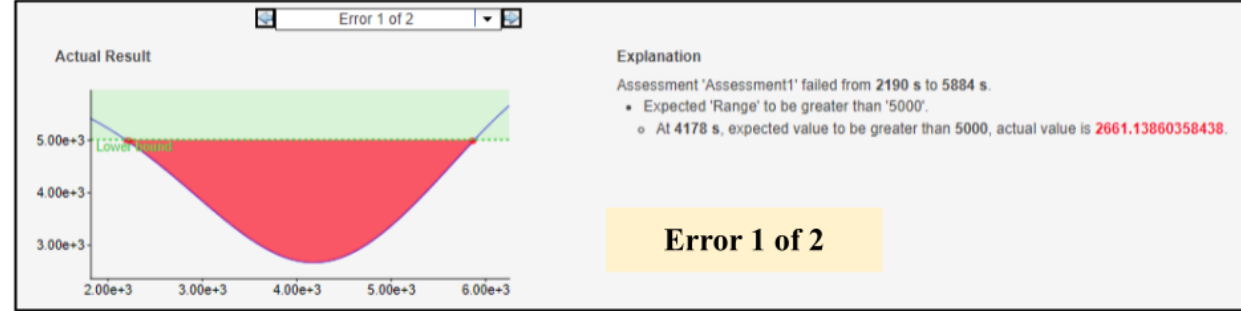 Error 1 of 2
Actual Result
5.00e+3
Lower bound
4.00e+3
3.00e+3
2.00e+3 3.00e+3 4.00e+3 5.00e+3 6.00e+3
Explanation
Assessment 'Assessment1' failed from 2190 s to 5884 s.
• Expected 'Range' to be greater than '5000'.
o At 4178 s, expected value to be greater than 5000, actual value is 2661.13860358438.
Error 1 of 2